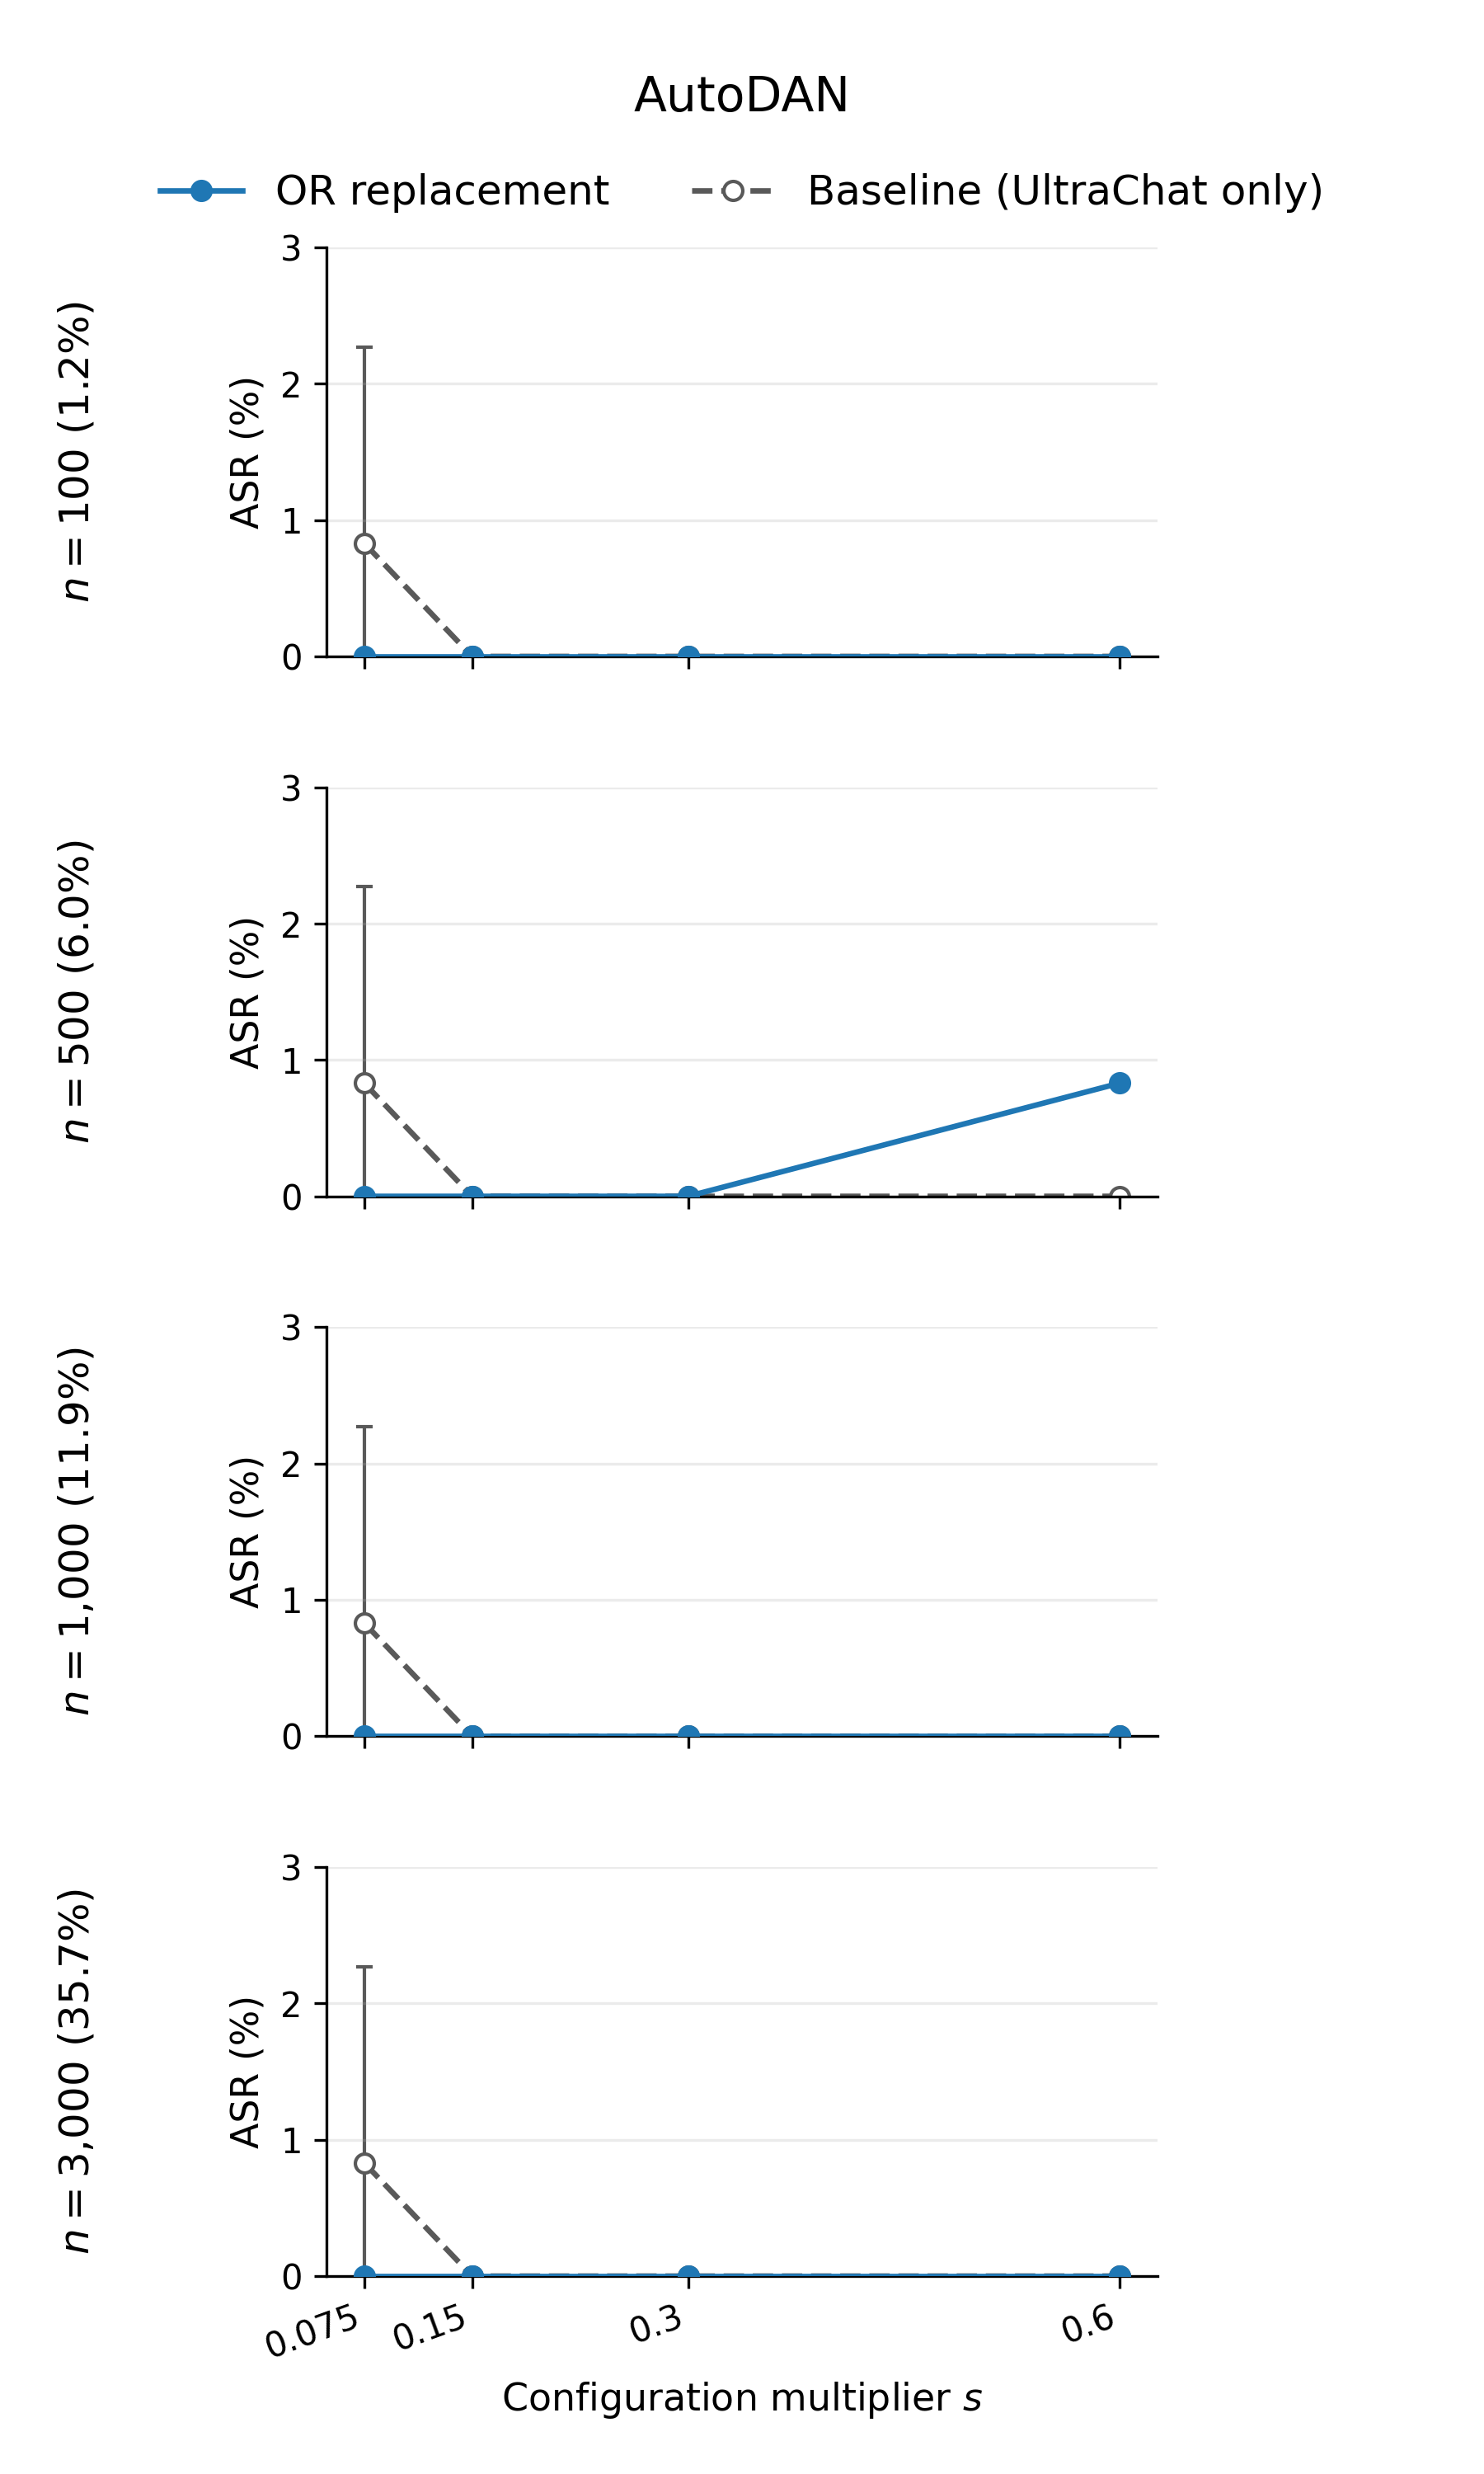 AutoDAN
OR replacement
Baseline (UltraChat only)
n = 100 (1.2%)
ASR (%)
3
2
1
0
n = 500 (6.0%)
ASR (%)
3
2
1
0
n = 1,000 (11.9%)
ASR (%)
3
2
1
0
n = 3,000 (35.7%)
ASR (%)
3
2
1
0
0.075
0.15
0.3
0.6
Configuration multiplier s